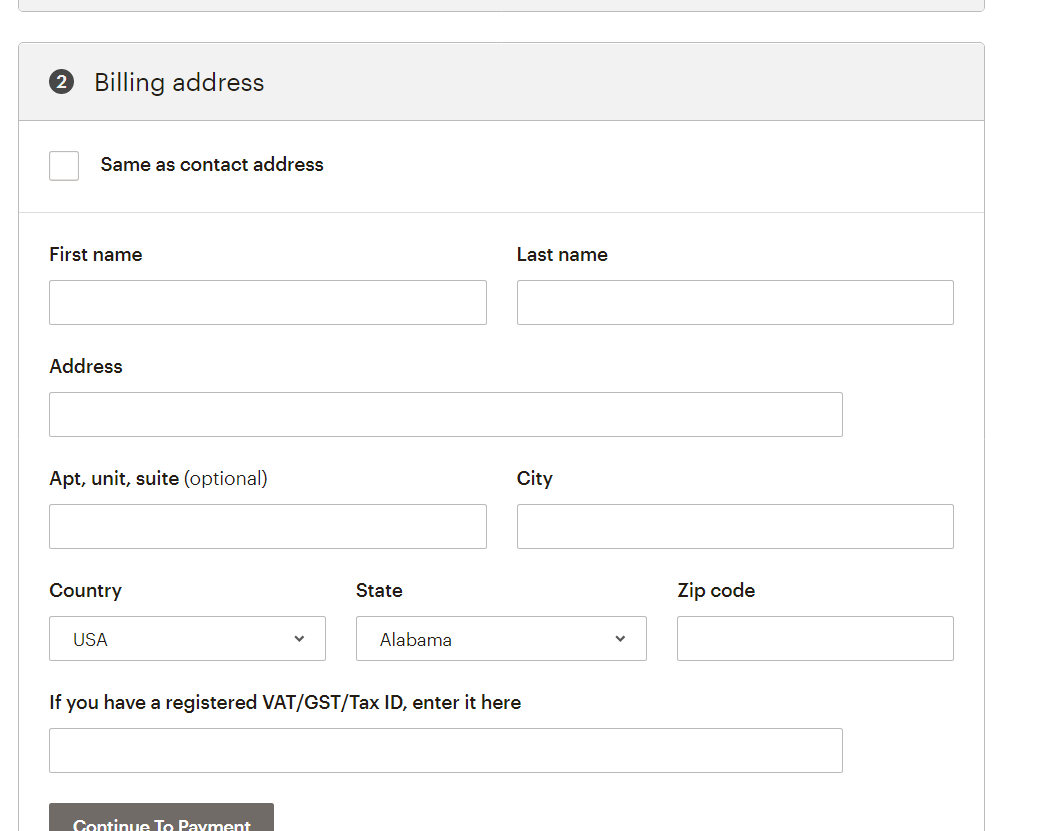 2 Billing address
Same as contact address
First name Last name
Address
Apt, unit, suite (optional) City
Country State Zip code
USA Alabama
If you have a registered VAT/GST/Tax ID, enter it here
Continue To Payment